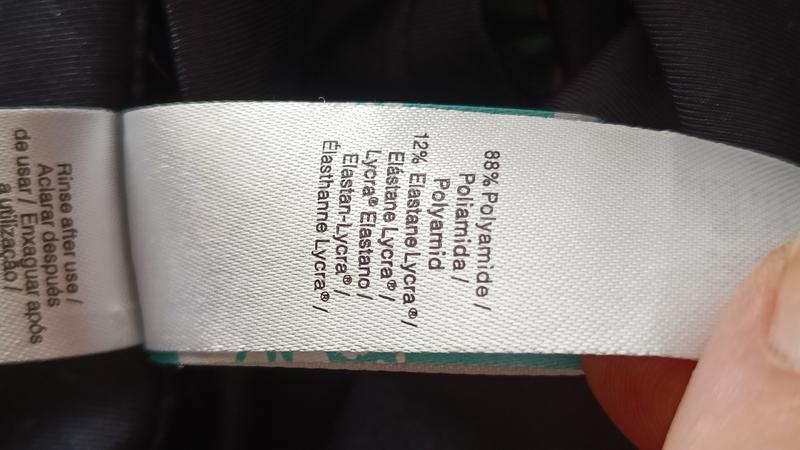 88% Polyamide /
Poliamida /
Polyamid
12% Elastane Lycra® /
Elástane Lycra® /
Lycra® Elastano /
Elastan-Lycra® /
Élasthanne Lycra® /
Rinse after use /
Aclarar después
de usar / Enxaguar após
a utilização /